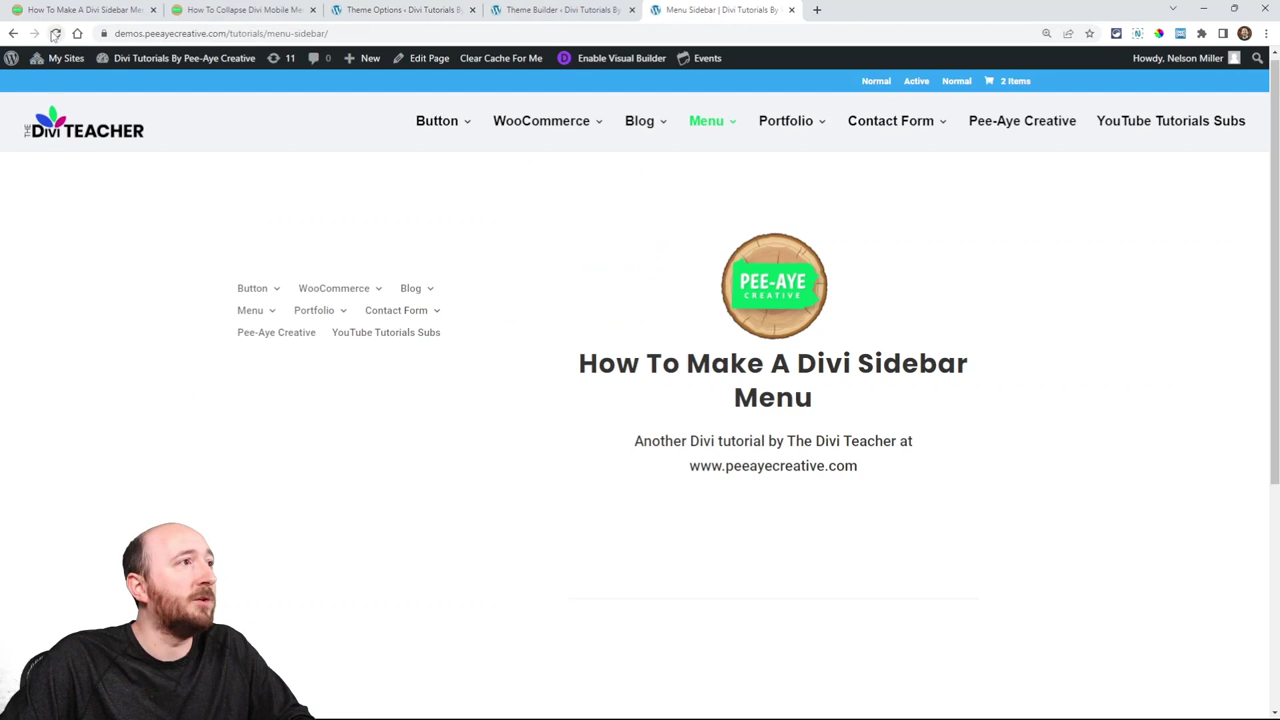 How To Make A Divi Sidebar Me
How To Collapse Divi Mobile Me
Theme Options ‹ Divi Tutorials By
Theme Builder ‹ Divi Tutorials By
Menu Sidebar | Divi Tutorials By
demos.peeayecreative.com/tutorials/menu-sidebar/
My Sites
Divi Tutorials By Pee-Aye Creative
11
0
New
Edit Page
Clear Cache For Me
D
Enable Visual Builder
Events
Howdy, Nelson Miller
Normal
Active
Normal
2 Items
THE DIVI TEACHER
Button
WooCommerce
Blog
Menu
Portfolio
Contact Form
Pee-Aye Creative
YouTube Tutorials Subs
Button
WooCommerce
Blog
Menu
Portfolio
Contact Form
Pee-Aye Creative
YouTube Tutorials Subs
PEE-AYE
CREATIVE
How To Make A Divi Sidebar
Menu
Another Divi tutorial by The Divi Teacher at
www.peeayecreative.com